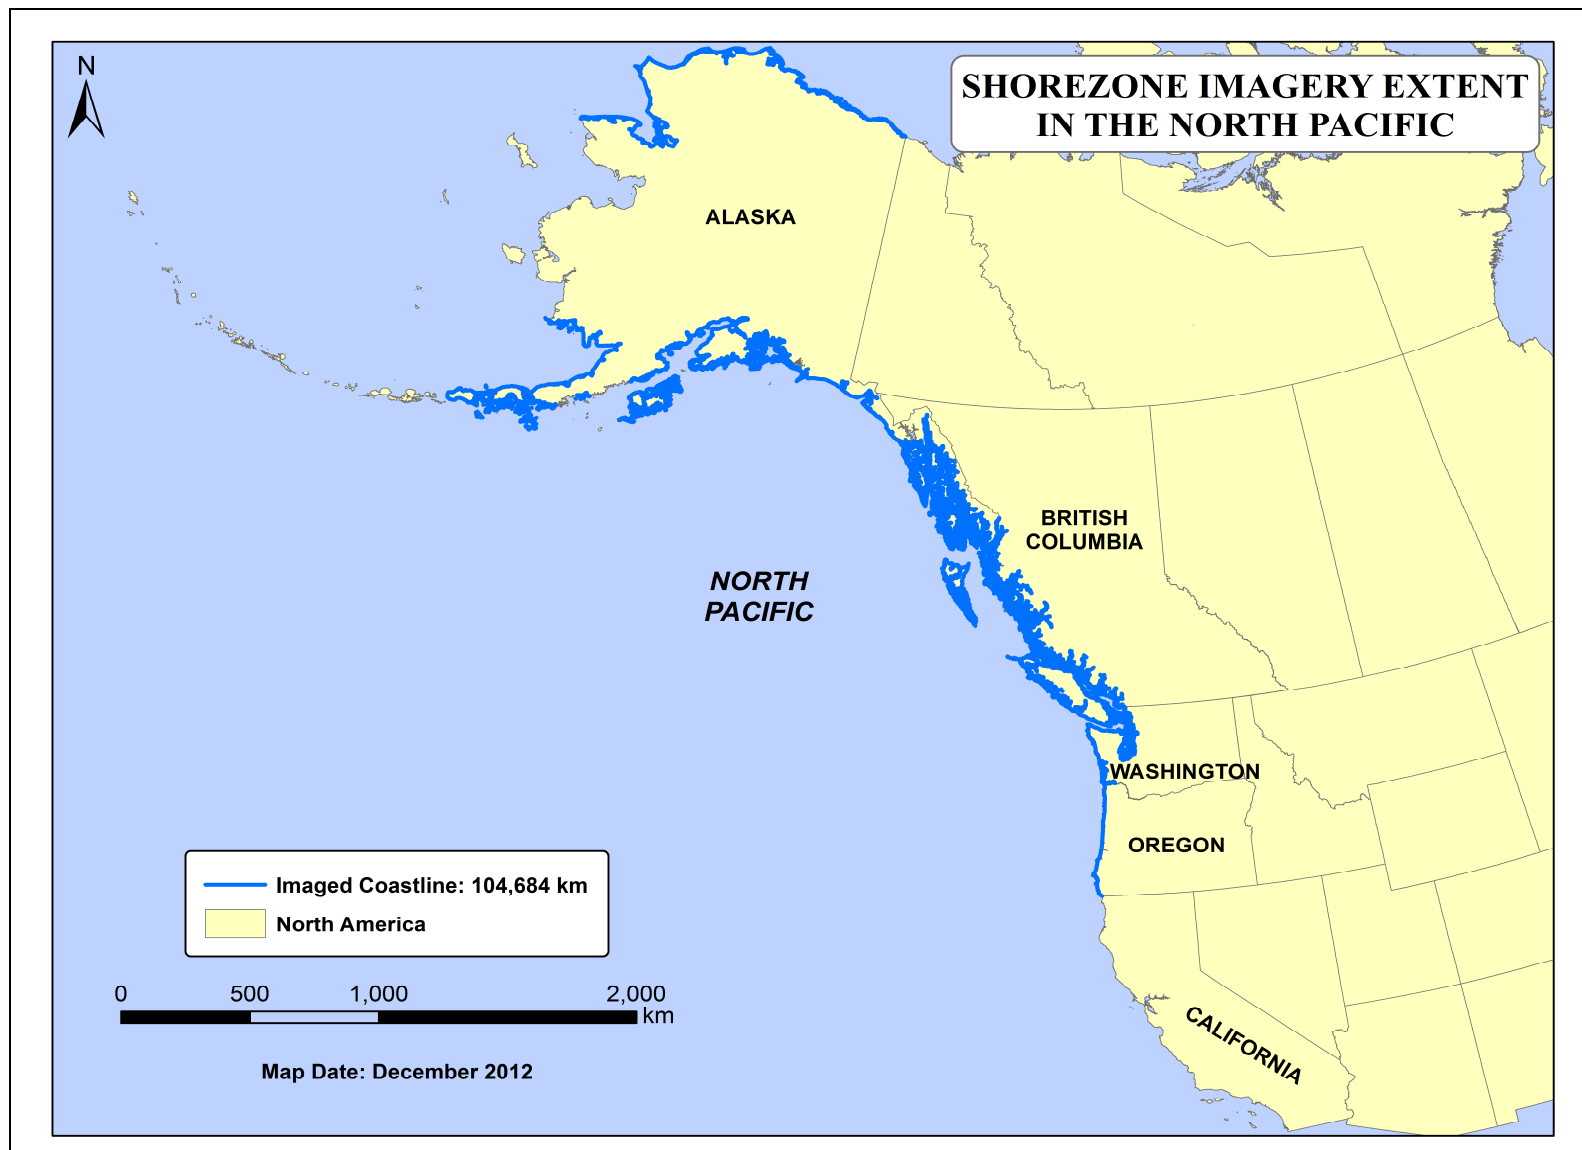 N
SHOREZONE IMAGERY EXTENT
IN THE NORTH PACIFIC
ALASKA
BRITISH
COLUMBIA
NORTH
PACIFIC
WASHINGTON
OREGON
CALIFORNIA
Imaged Coastline: 104,684 km
North America
0 500 1,000 2,000
km
Map Date: December 2012